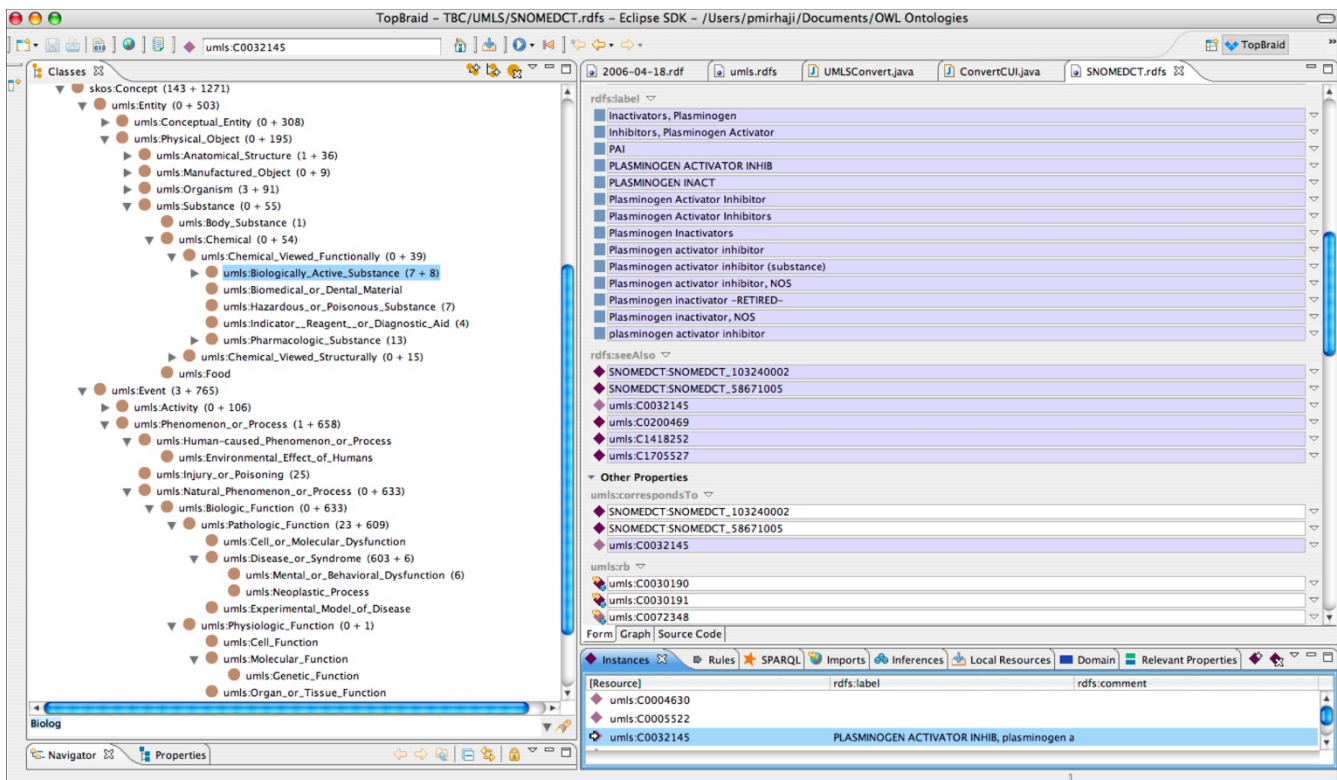 TopBraid - TBC/UMLS/SNOMEDCT.rdfs - Eclipse SDK - /Users/pmirhaji/Documents/OWL Ontologies
umls:C0032145
TopBraid
Classes
skos:Concept (143 + 1271)
umls:Entity (0 + 503)
umls:Conceptual_Entity (0 + 308)
umls:Physical_Object (0 + 195)
umls:Anatomical_Structure (1 + 36)
umls:Manufactured_Object (0 + 9)
umls:Organism (3 + 91)
umls:Substance (0 + 55)
umls:Body_Substance (1)
umls:Chemical (0 + 54)
umls:Chemical_Viewed_Functionally (0 + 39)
umls:Biologically_Active_Substance (7 + 8)
umls:Biomedical_or_Dental_Material
umls:Hazardous_or_Poisonous_Substance (7)
umls:Indicator__Reagent__or_Diagnostic_Aid (4)
umls:Pharmacologic_Substance (13)
umls:Chemical_Viewed_Structurally (0 + 15)
umls:Food
umls:Event (3 + 765)
umls:Activity (0 + 106)
umls:Phenomenon_or_Process (1 + 658)
umls:Human-caused_Phenomenon_or_Process
umls:Environmental_Effect_of_Humans
umls:Injury_or_Poisoning (25)
umls:Natural_Phenomenon_or_Process (0 + 633)
umls:Biologic_Function (0 + 633)
umls:Pathologic_Function (23 + 609)
umls:Cell_or_Molecular_Dysfunction
umls:Disease_or_Syndrome (603 + 6)
umls:Mental_or_Behavioral_Dysfunction (6)
umls:Neoplastic_Process
umls:Experimental_Model_of_Disease
umls:Physiologic_Function (0 + 1)
umls:Cell_Function
umls:Molecular_Function
umls:Genetic_Function
umls:Organ_or_Tissue_Function
Biolog
Navigator Properties
2006-04-18.rdf umls.rdfs UMLSConvert.java ConvertCUI.java SNOMEDCT.rdfs
rdfs:label
Inactivators, Plasminogen
Inhibitors, Plasminogen Activator
PAI
PLASMINOGEN ACTIVATOR INHIB
PLASMINOGEN INACT
Plasminogen Activator Inhibitor
Plasminogen Activator Inhibitors
Plasminogen Inactivators
Plasminogen activator inhibitor
Plasminogen activator inhibitor (substance)
Plasminogen activator inhibitor, NOS
Plasminogen inactivator -RETIRED-
Plasminogen inactivator, NOS
plasminogen activator inhibitor
rdfs:seeAlso
SNOMEDCT:SNOMEDCT_103240002
SNOMEDCT:SNOMEDCT_58671005
umls:C0032145
umls:C0200469
umls:C1418252
umls:C1705527
Other Properties
umls:correspondsTo
SNOMEDCT:SNOMEDCT_103240002
SNOMEDCT:SNOMEDCT_58671005
umls:C0032145
umls:rb
umls:C0030190
umls:C0030191
umls:C0072348
Form Graph Source Code
Instances Rules SPARQL Imports Inferences Local Resources Domain Relevant Properties
[Resource] rdfs:label rdfs:comment
umls:C0004630
umls:C0005522
umls:C0032145 PLASMINOGEN ACTIVATOR INHIB, plasminogen a